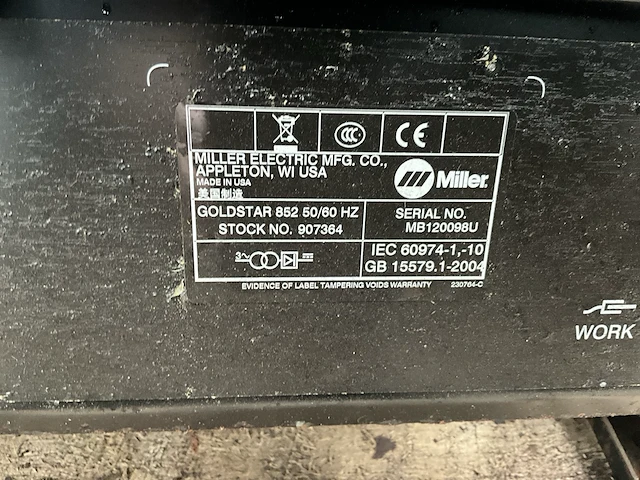 CCC
CE
MILLER ELECTRIC MFG. CO.,
APPLETON, WI USA
MADE IN USA
美国制造
Miller.
GOLDSTAR 852 50/60 HZ
STOCK NO. 907364
SERIAL NO.
MB120098U
3~
IEC 60974-1,-10
GB 15579.1-2004
EVIDENCE OF LABEL TAMPERING VOIDS WARRANTY
230764-C
WORK